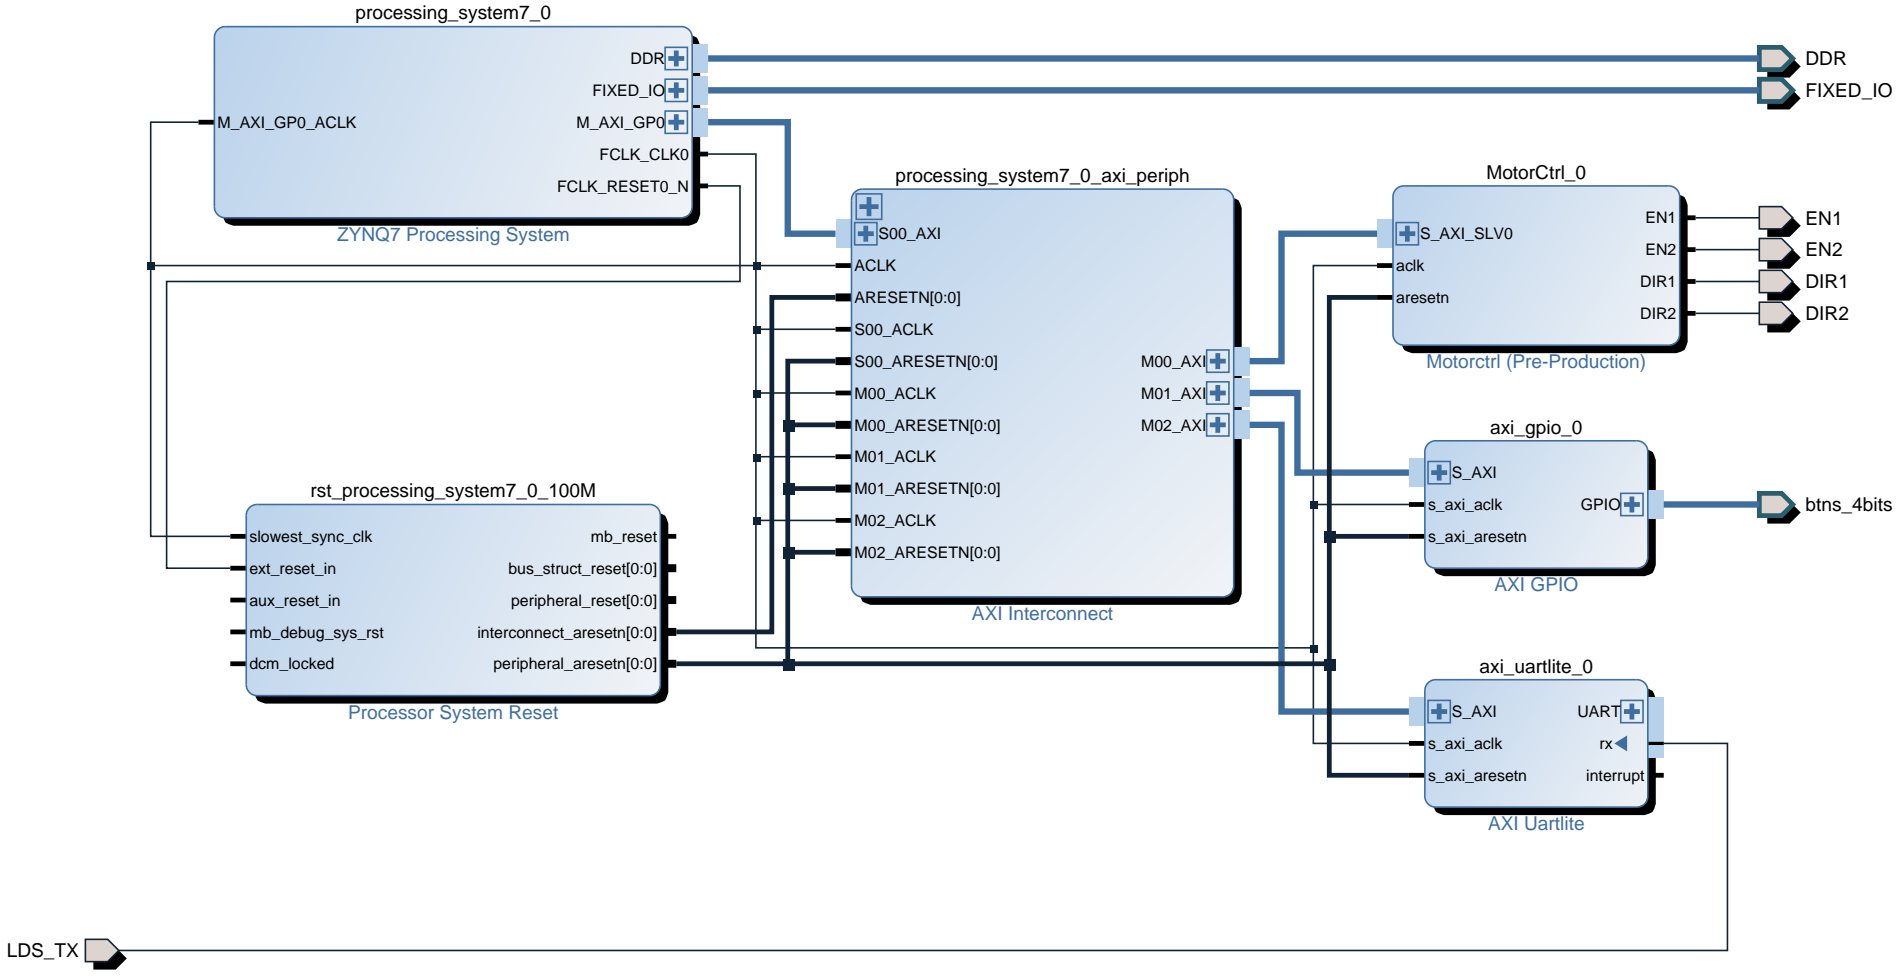 processing_system7_0
DDR
FIXED_IO
M_AXI_GP0_ACLK
M_AXI_GP0
FCLK_CLK0
FCLK_RESET0_N
ZYNQ7 Processing System
DDR
FIXED_IO
processing_system7_0_axi_periph
S00_AXI
ACLK
ARESETN[0:0]
S00_ACLK
S00_ARESETN[0:0]
M00_ACLK
M00_ARESETN[0:0]
M01_ACLK
M01_ARESETN[0:0]
M02_ACLK
M02_ARESETN[0:0]
M00_AXI
M01_AXI
M02_AXI
AXI Interconnect
MotorCtrl_0
S_AXI_SLV0
aclk
aresetn
EN1
EN2
DIR1
DIR2
Motorctrl (Pre-Production)
EN1
EN2
DIR1
DIR2
axi_gpio_0
S_AXI
s_axi_aclk
s_axi_aresetn
GPIO
AXI GPIO
btns_4bits
rst_processing_system7_0_100M
slowest_sync_clk
ext_reset_in
aux_reset_in
mb_debug_sys_rst
dcm_locked
mb_reset
bus_struct_reset[0:0]
peripheral_reset[0:0]
interconnect_aresetn[0:0]
peripheral_aresetn[0:0]
Processor System Reset
axi_uartlite_0
S_AXI
s_axi_aclk
s_axi_aresetn
UART
rx
interrupt
AXI Uartlite
LDS_TX